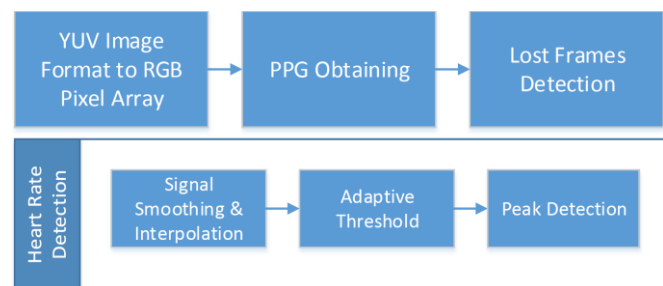 YUV Image
Format to RGB
Pixel Array
PPG Obtaining
Lost Frames
Detection
Heart Rate
Detection
Signal
Smoothing &
Interpolation
Adaptive
Threshold
Peak Detection